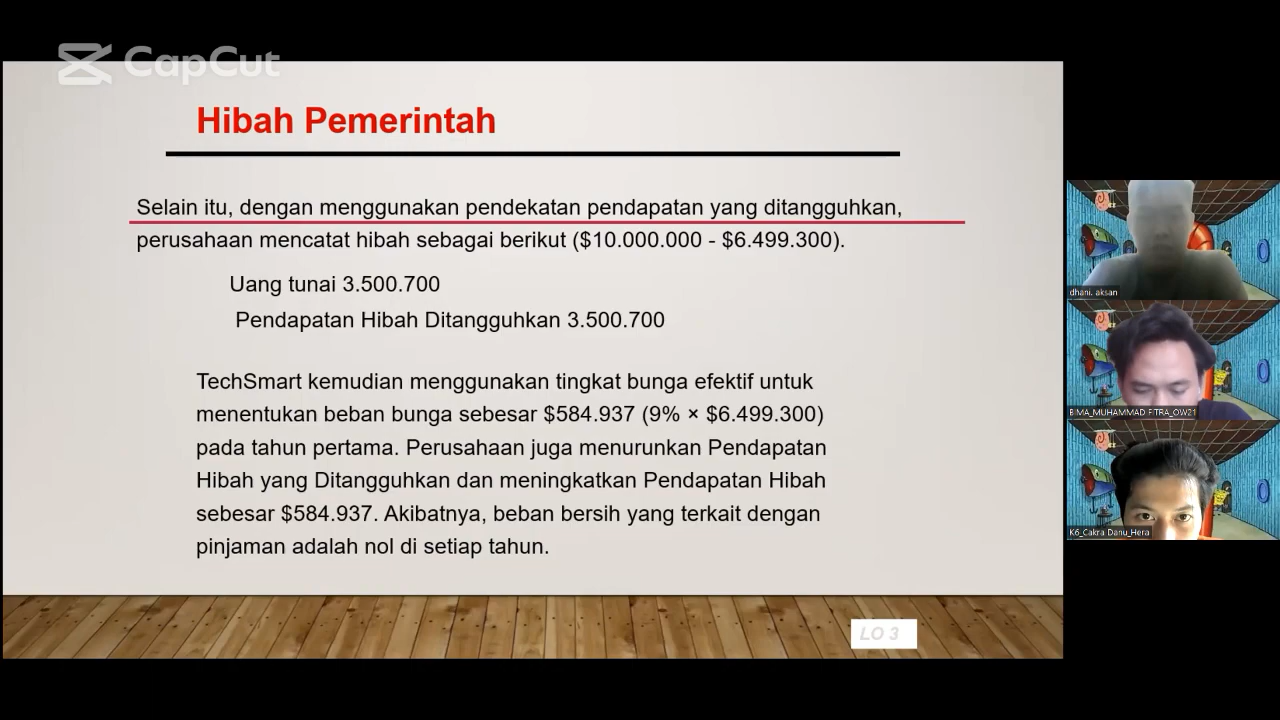 CapCut
Hibah Pemerintah
Selain itu, dengan menggunakan pendekatan pendapatan yang ditangguhkan,
perusahaan mencatat hibah sebagai berikut ($10.000.000 - $6.499.300).
Uang tunai 3.500.700
Pendapatan Hibah Ditangguhkan 3.500.700
TechSmart kemudian menggunakan tingkat bunga efektif untuk
menentukan beban bunga sebesar $584.937 (9% × $6.499.300)
pada tahun pertama. Perusahaan juga menurunkan Pendapatan
Hibah yang Ditangguhkan dan meningkatkan Pendapatan Hibah
sebesar $584.937. Akibatnya, beban bersih yang terkait dengan
pinjaman adalah nol di setiap tahun.
LO 3
dhani. aksan
BIMA_MUHAMMAD FITRA_OW21
K6_Cakra Danu_Hera